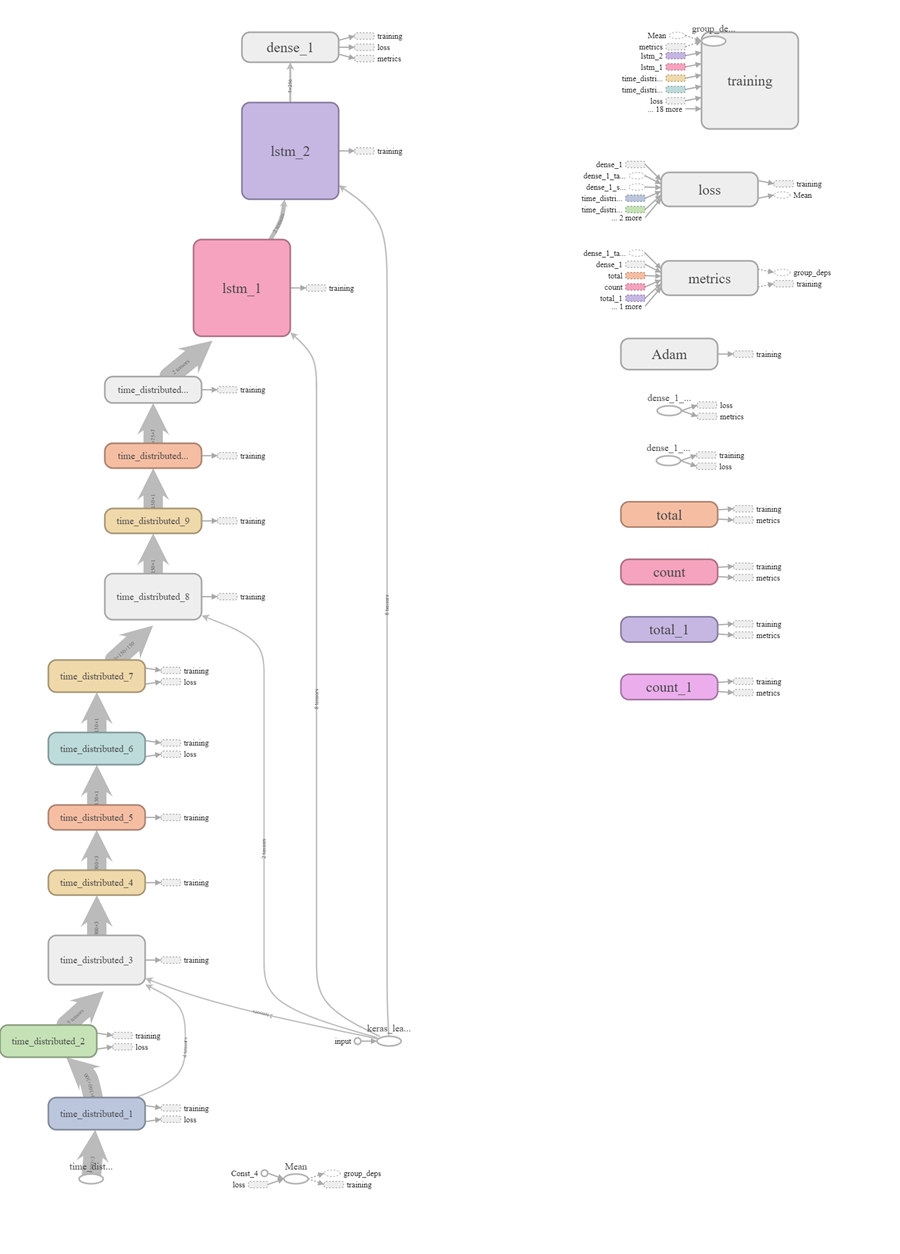 dense_1
training
loss
metrics
lstm_2
training
lstm_1
training
2 tensors
time_distributed...
training
time_distributed...
training
time_distributed_9
training
time_distributed_8
training
time_distributed_7
training
loss
time_distributed_6
training
loss
time_distributed_5
training
time_distributed_4
training
time_distributed_3
training
time_distributed_2
training
loss
time_distributed_1
training
loss
time_dist...
2 tensors
keras_lea...
input
Const_4
loss
Mean
group_deps
training
group_de...
Mean
metrics
lstm_2
lstm_1
time_distri...
time_distri...
loss
... 18 more
training
dense_1
dense_1_ta...
dense_1_s...
time_distri...
time_distri...
... 2 more
loss
training
Mean
dense_1_ta...
dense_1
total
count
total_1
... 1 more
metrics
group_deps
training
Adam
training
dense_1_...
loss
metrics
dense_1_...
training
loss
total
training
metrics
count
training
metrics
total_1
training
metrics
count_1
training
metrics